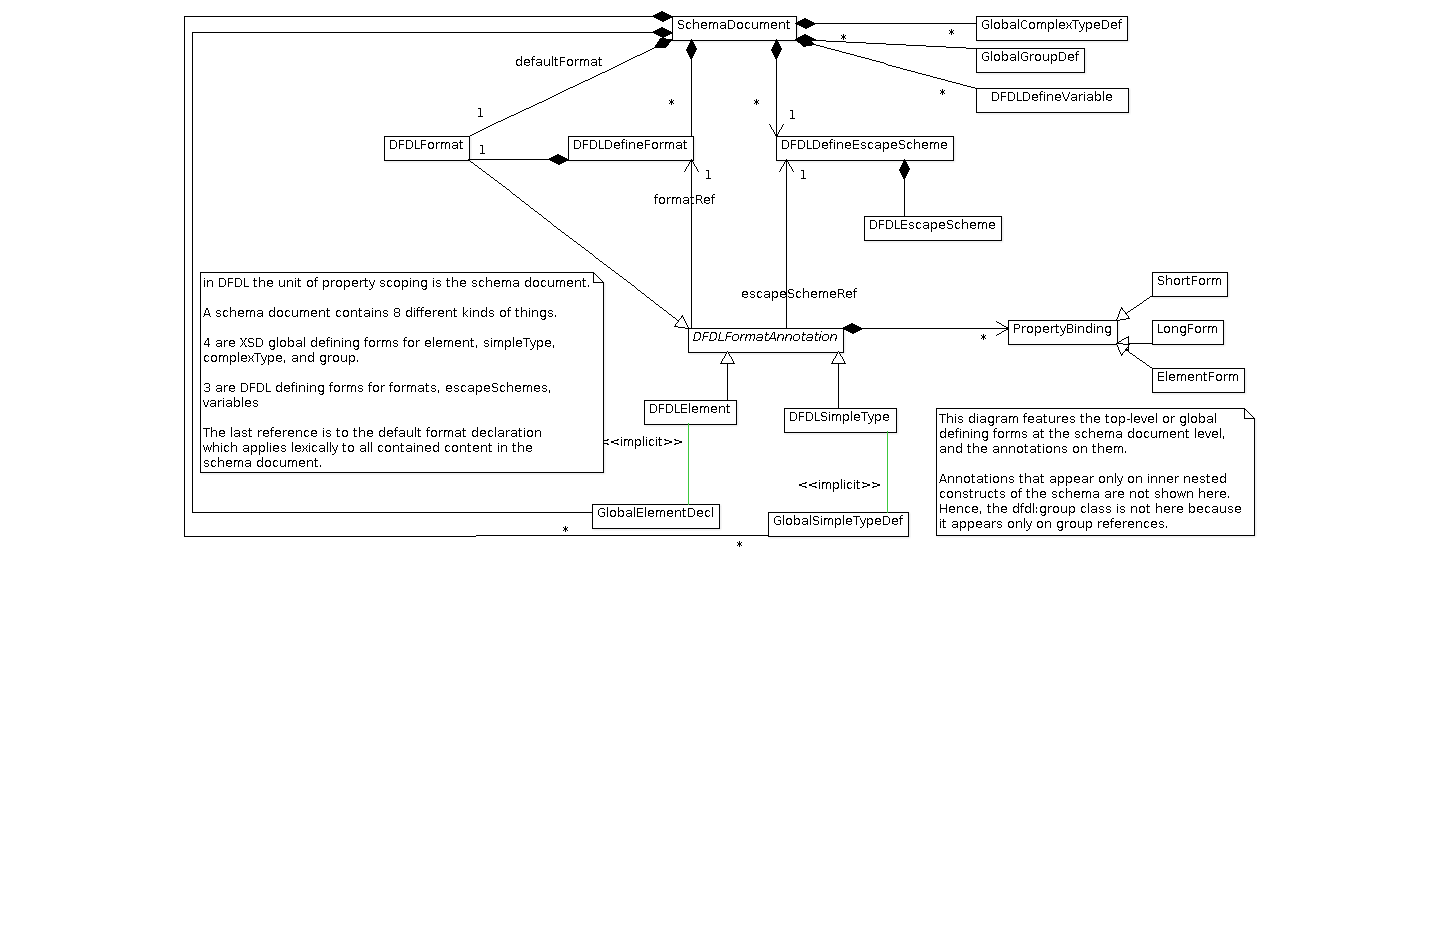 SchemaDocument
GlobalComplexTypeDef
*
*
GlobalGroupDef
defaultFormat
*
DFDLDefineVariable
*
*
1
1
DFDLFormat
1
DFDLDefineFormat
DFDLDefineEscapeScheme
1
1
formatRef
DFDLEscapeScheme
in DFDL the unit of property scoping is the schema document.
A schema document contains 8 different kinds of things.
4 are XSD global defining forms for element, simpleType,
complexType, and group.
3 are DFDL defining forms for formats, escapeSchemes,
variables
The last reference is to the default format declaration
which applies lexically to all contained content in the
schema document.
escapeSchemeRef
DFDLFormatAnnotation
*
PropertyBinding
ShortForm
LongForm
ElementForm
DFDLElement
DFDLSimpleType
<<implicit>>
<<implicit>>
This diagram features the top-level or global
defining forms at the schema document level,
and the annotations on them.
Annotations that appear only on inner nested
constructs of the schema are not shown here.
Hence, the dfdl:group class is not here because
it appears only on group references.
GlobalElementDecl
GlobalSimpleTypeDef
*
*